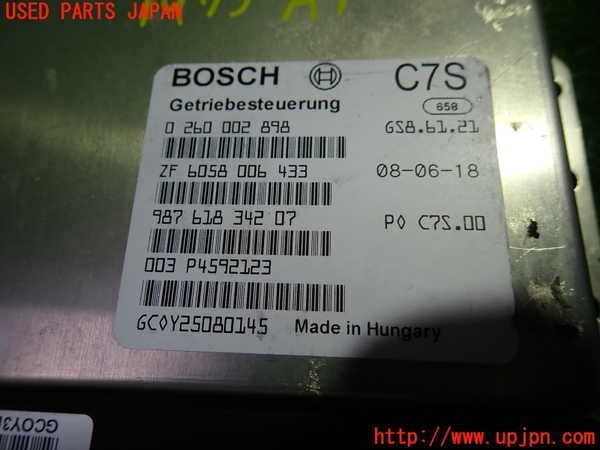 USED PARTS JAPAN
BOSCH C7S
Getriebesteuerung 658
0 260 002 898 GS8.61.21
ZF 6058 006 433 08-06-18
987 618 342 07 P0 C7S.00
003 P4592123
GC0Y25080145 Made in Hungary
GCOY3
www.upjpn.com